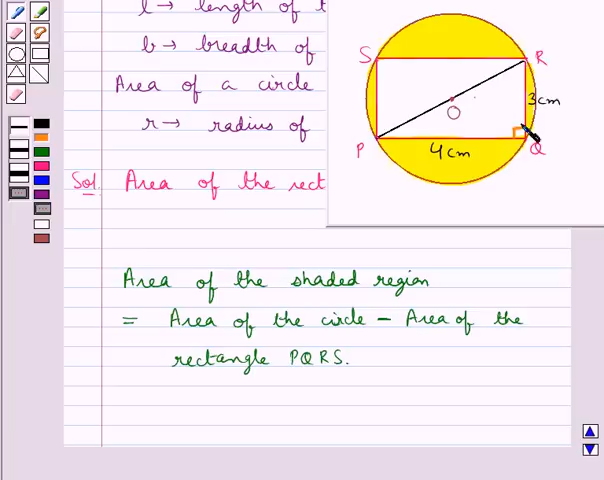 l → length of t
b → breadth of
Area of a circle
r → radius of
Sol. Area of the rect
S
R
3cm
O
P
4cm
Q
Area of the shaded region
= Area of the circle – Area of the
rectangle PQRS.